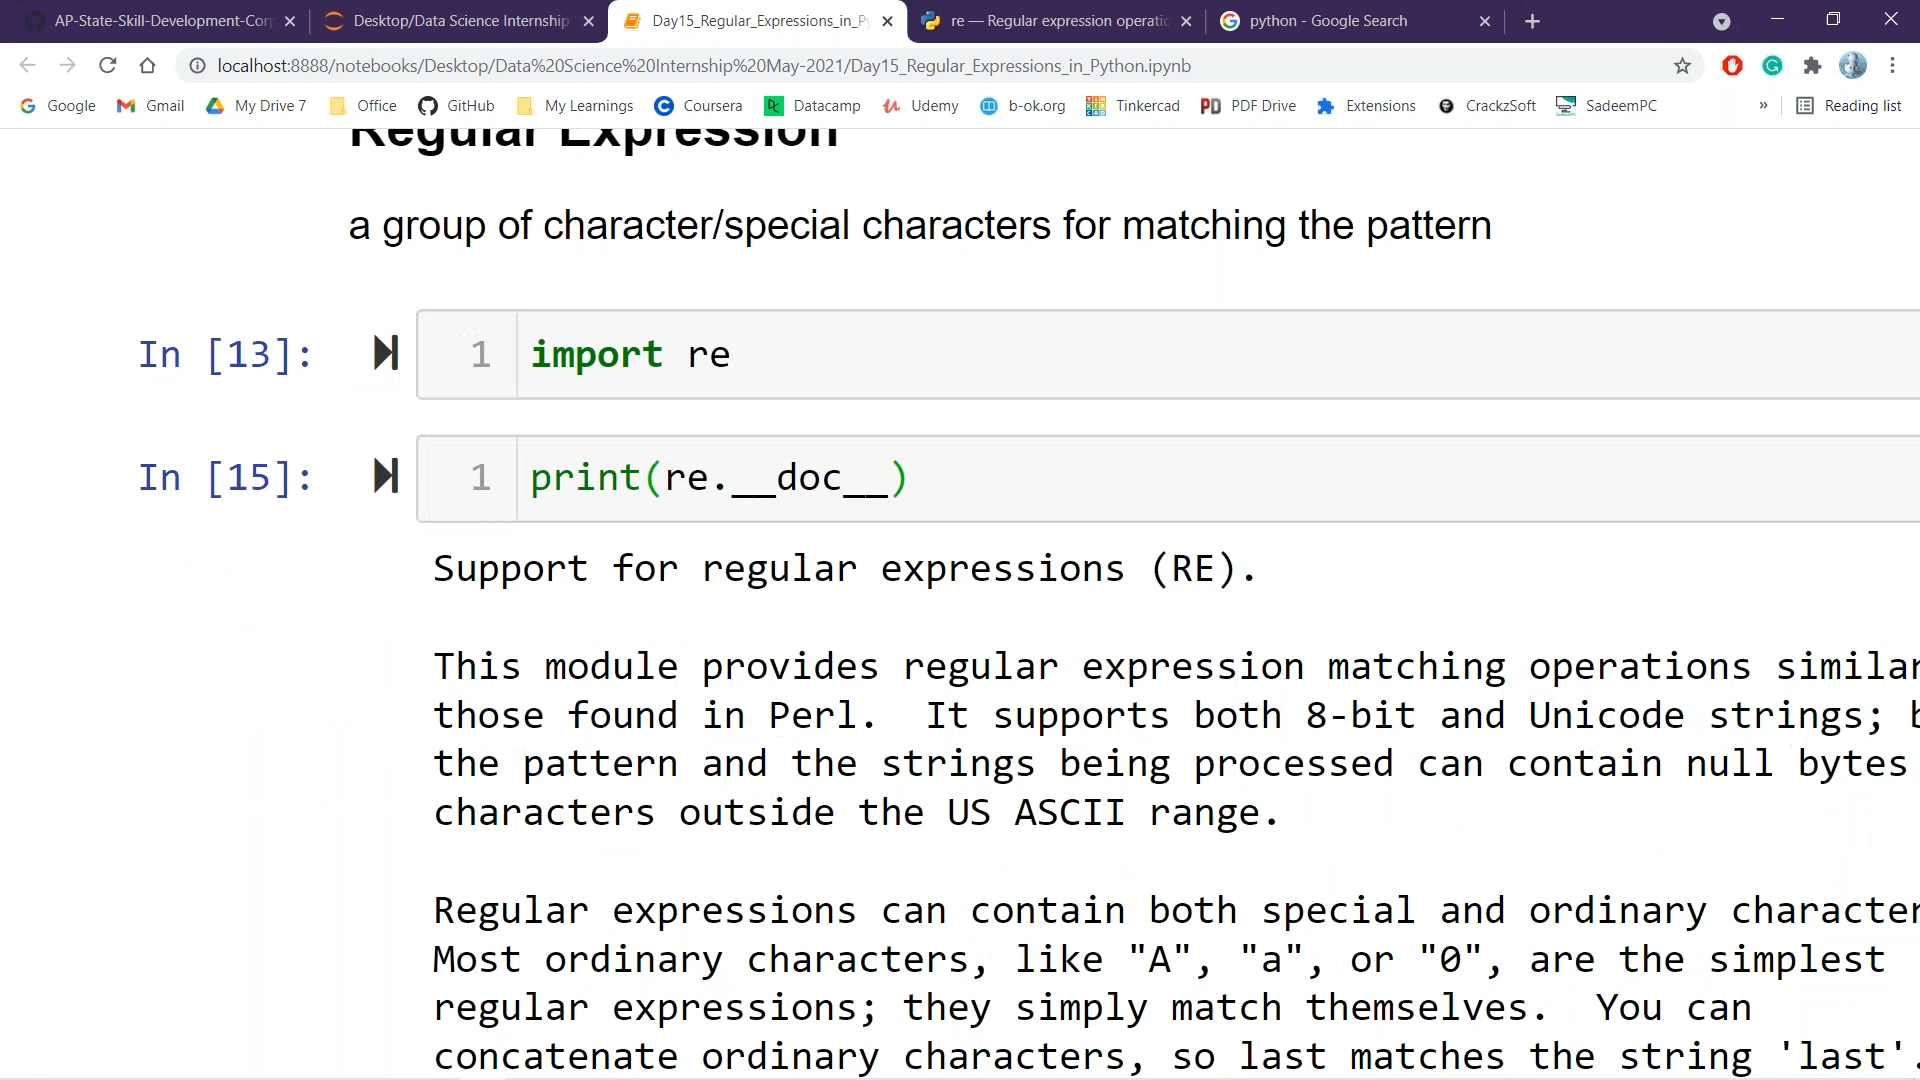 AP-State-Skill-Development-Corp
Desktop/Data Science Internship
Day15_Regular_Expressions_in_Py
re — Regular expression operatic
python - Google Search
localhost:8888/notebooks/Desktop/Data%20Science%20Internship%20May-2021/Day15_Regular_Expressions_in_Python.ipynb
Google Gmail My Drive 7 Office GitHub My Learnings Coursera Datacamp Udemy b-ok.org Tinkercad PDF Drive Extensions CrackzSoft SadeemPC » Reading list
Regular Expression
a group of character/special characters for matching the pattern
In [13]: 1 import re
In [15]: 1 print(re.__doc__)
Support for regular expressions (RE).
This module provides regular expression matching operations similar
those found in Perl.  It supports both 8-bit and Unicode strings; b
the pattern and the strings being processed can contain null bytes
characters outside the US ASCII range.
Regular expressions can contain both special and ordinary character
Most ordinary characters, like "A", "a", or "0", are the simplest
regular expressions; they simply match themselves.  You can
concatenate ordinary characters, so last matches the string 'last'.